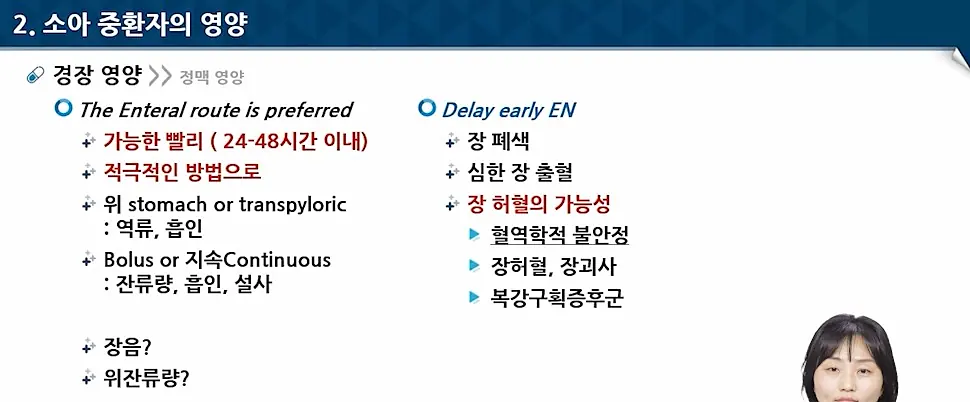 2. 소아 중환자의 영양
경장 영양 >> 정맥 영양
The Enteral route is preferred
가능한 빨리 ( 24-48시간 이내)
적극적인 방법으로
위 stomach or transpyloric
: 역류, 흡인
Bolus or 지속Continuous
: 잔류량, 흡인, 설사
장음?
위잔류량?
Delay early EN
장 폐색
심한 장 출혈
장 허혈의 가능성
혈역학적 불안정
장허혈, 장괴사
복강구획증후군